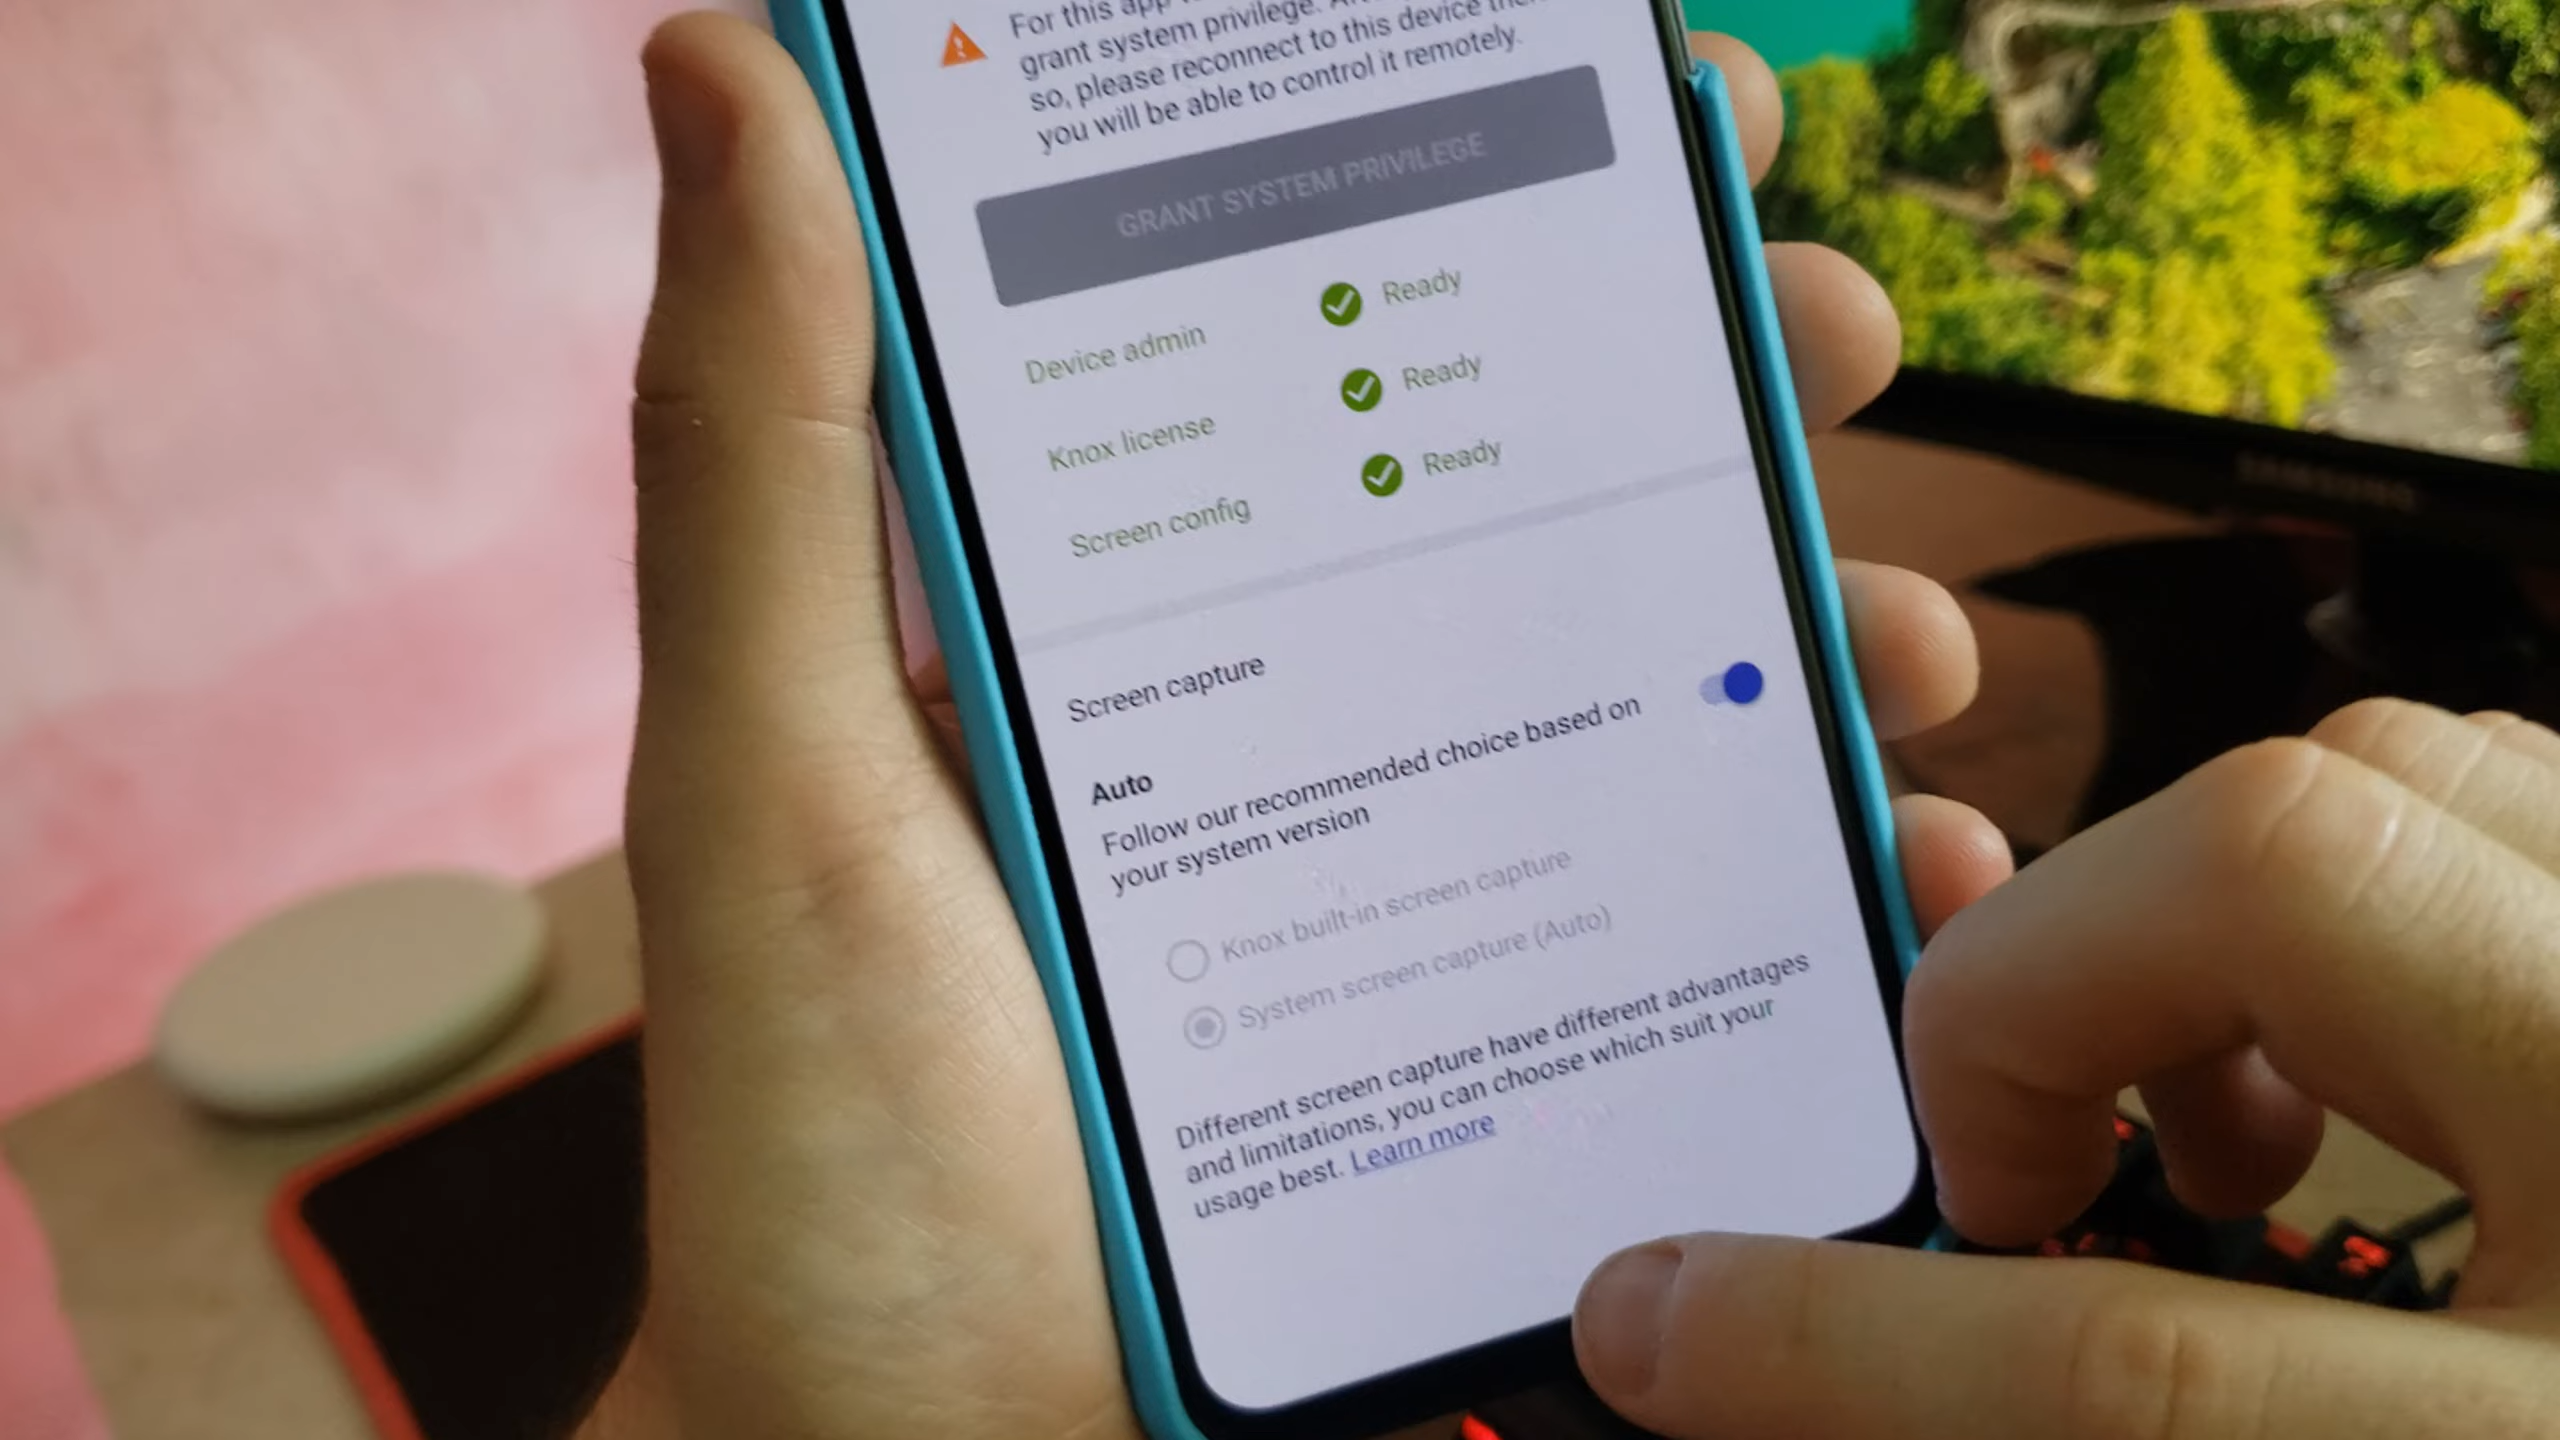 For this app
grant system privilege.
so, please reconnect to this device then
you will be able to control it remotely.
GRANT SYSTEM PRIVILEGE
Device admin Ready
Knox license Ready
Screen config Ready
Screen capture
Auto
Follow our recommended choice based on
your system version
Knox built-in screen capture
System screen capture (Auto)
Different screen capture have different advantages
and limitations, you can choose which suit your
usage best. Learn more
SAMSUNG